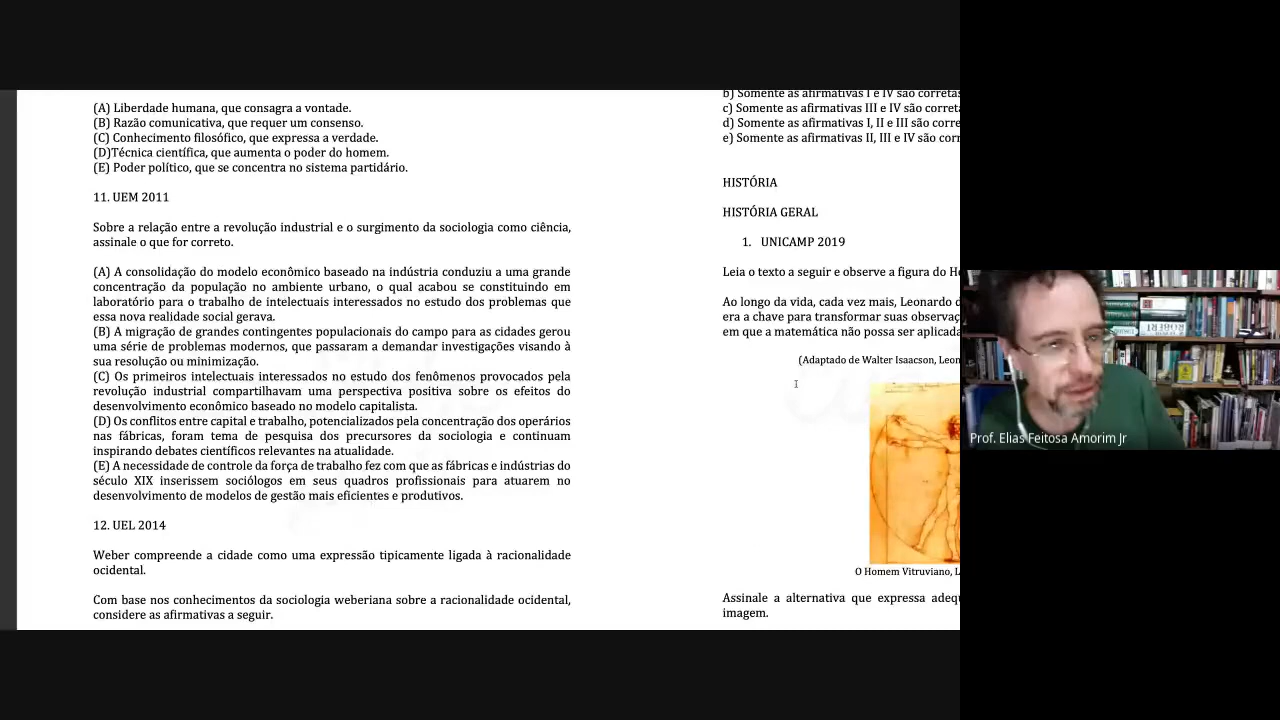 (A) Liberdade humana, que consagra a vontade.
(B) Razão comunicativa, que requer um consenso.
(C) Conhecimento filosófico, que expressa a verdade.
(D)Técnica científica, que aumenta o poder do homem.
(E) Poder político, que se concentra no sistema partidário.
11. UEM 2011
Sobre a relação entre a revolução industrial e o surgimento da sociologia como ciência,
assinale o que for correto.
(A) A consolidação do modelo econômico baseado na indústria conduziu a uma grande
concentração da população no ambiente urbano, o qual acabou se constituindo em
laboratório para o trabalho de intelectuais interessados no estudo dos problemas que
essa nova realidade social gerava.
(B) A migração de grandes contingentes populacionais do campo para as cidades gerou
uma série de problemas modernos, que passaram a demandar investigações visando à
sua resolução ou minimização.
(C) Os primeiros intelectuais interessados no estudo dos fenômenos provocados pela
revolução industrial compartilhavam uma perspectiva positiva sobre os efeitos do
desenvolvimento econômico baseado no modelo capitalista.
(D) Os conflitos entre capital e trabalho, potencializados pela concentração dos operários
nas fábricas, foram tema de pesquisa dos precursores da sociologia e continuam
inspirando debates científicos relevantes na atualidade.
(E) A necessidade de controle da força de trabalho fez com que as fábricas e indústrias do
século XIX inserissem sociólogos em seus quadros profissionais para atuarem no
desenvolvimento de modelos de gestão mais eficientes e produtivos.
12. UEL 2014
Weber compreende a cidade como uma expressão tipicamente ligada à racionalidade
ocidental.
Com base nos conhecimentos da sociologia weberiana sobre a racionalidade ocidental,
considere as afirmativas a seguir.
b) Somente as afirmativas I e IV são corretas
c) Somente as afirmativas III e IV são corret
d) Somente as afirmativas I, II e III são corre
e) Somente as afirmativas II, III e IV são corr
HISTÓRIA
HISTÓRIA GERAL
1. UNICAMP 2019
Leia o texto a seguir e observe a figura do Ho
Ao longo da vida, cada vez mais, Leonardo d
era a chave para transformar suas observaç
em que a matemática não possa ser aplicada
(Adaptado de Walter Isaacson, Leon
O Homem Vitruviano, L
Assinale a alternativa que expressa adequ
imagem.
Prof. Elias Feitosa Amorim Jr